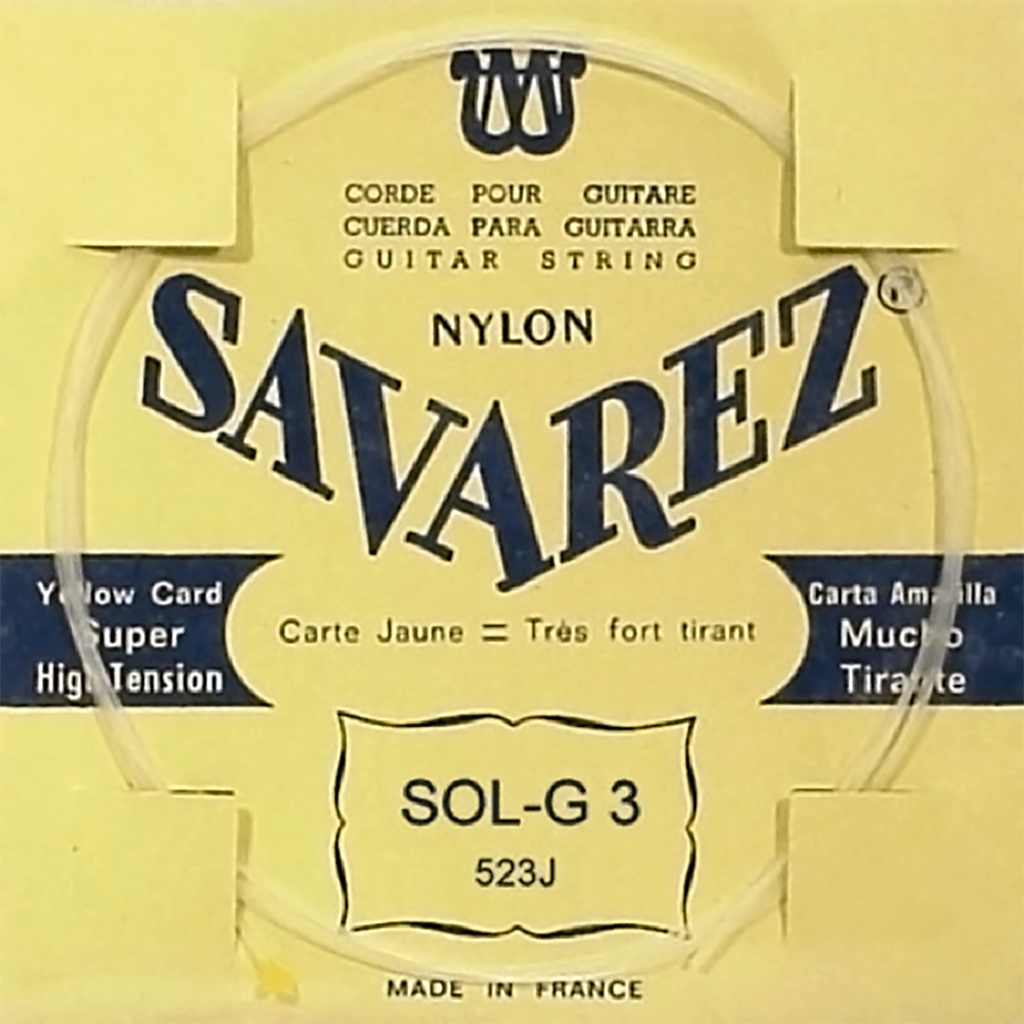 CORDE POUR GUITARE
CUERDA PARA GUITARRA
GUITAR STRING
NYLON
SAVAREZ®
Yellow Card
Super
High Tension
Carte Jaune = Très fort tirant
Carta Amarilla
Mucho
Tirante
SOL-G 3
523J
MADE IN FRANCE